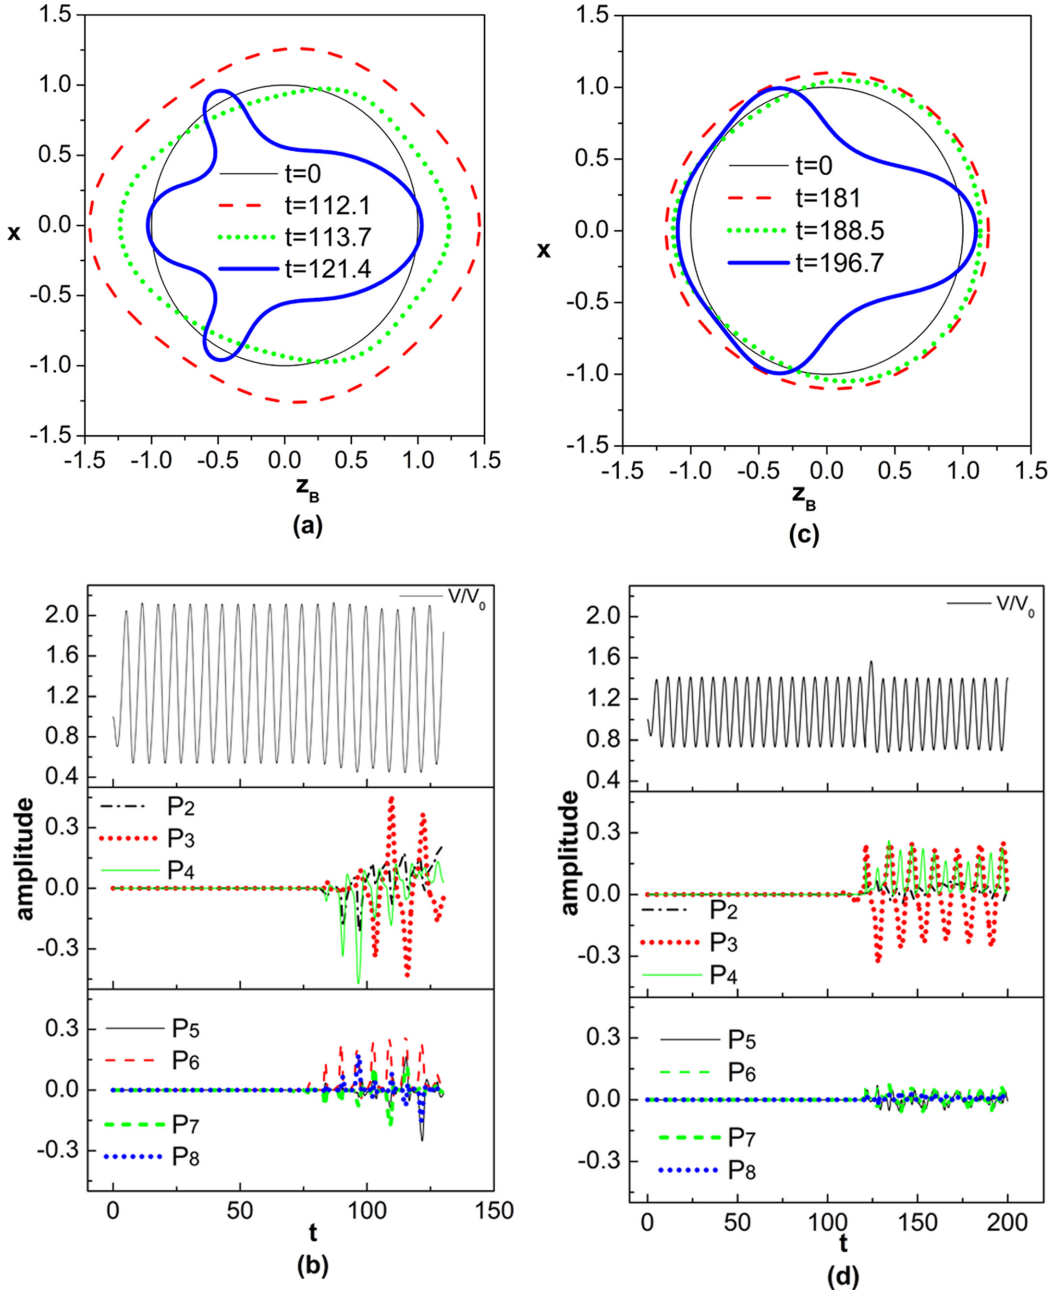 1.5
1.0
0.5
0.0
-0.5
-1.0
-1.5
x
t=0
t=112.1
t=113.7
t=121.4
-1.5 -1.0 -0.5 0.0 0.5 1.0 1.5
zB
(a)
1.5
1.0
0.5
0.0
-0.5
-1.0
-1.5
x
t=0
t=181
t=188.5
t=196.7
-1.5 -1.0 -0.5 0.0 0.5 1.0 1.5
zB
(c)
V/V0
2.0
1.6
1.2
0.8
0.4
amplitude
P2
P3
P4
0.3
0.0
-0.3
P5
P6
P7
P8
0.3
0.0
-0.3
0 50 100 150
t
(b)
V/V0
2.0
1.6
1.2
0.8
0.4
amplitude
0.3
0.0
-0.3
P2
P3
P4
0.3
0.0
-0.3
P5
P6
P7
P8
0 50 100 150 200
t
(d)